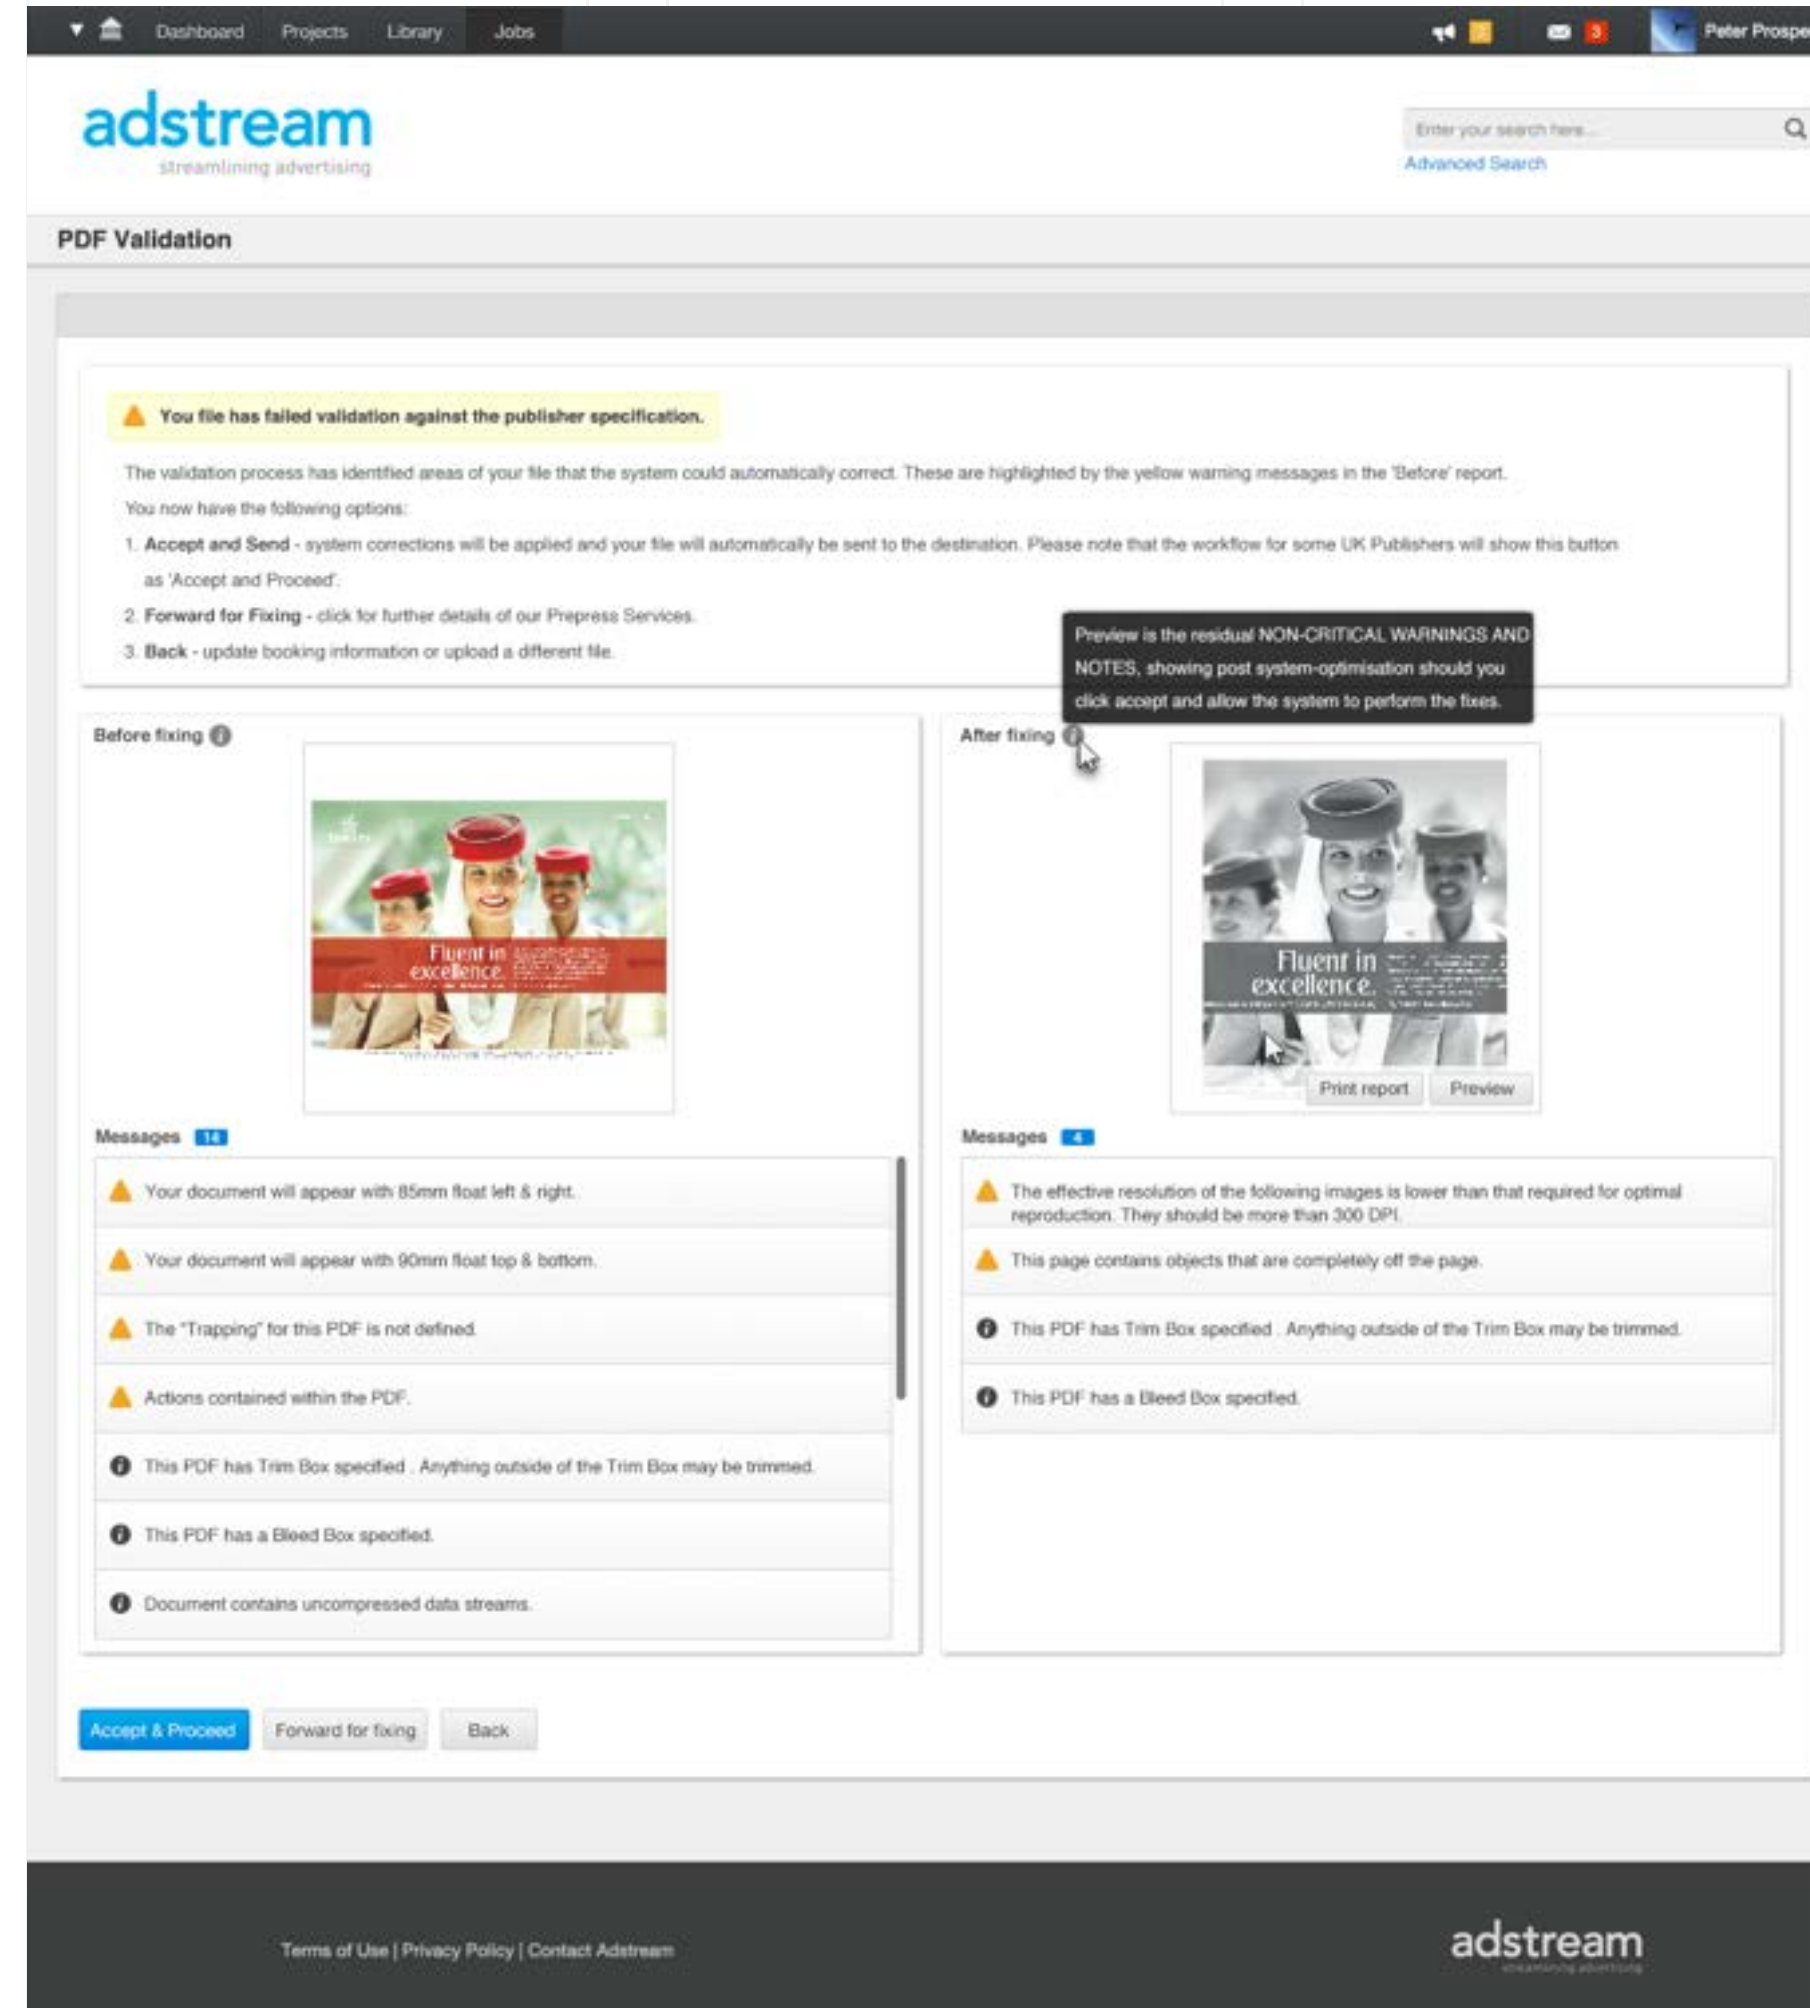 Dashboard Projects Library Jobs 3 Peter Prospe
adstream
streamlining advertising
Enter your search here...
Advanced Search
PDF Validation
You file has failed validation against the publisher specification.
The validation process has identified areas of your file that the system could automatically correct. These are highlighted by the yellow warning messages in the 'Before' report.
You now have the following options:
1. Accept and Send - system corrections will be applied and your file will automatically be sent to the destination. Please note that the workflow for some UK Publishers will show this button
as 'Accept and Proceed'.
2. Forward for Fixing - click for further details of our Prepress Services.
3. Back - update booking information or upload a different file.
Preview is the residual NON-CRITICAL WARNINGS AND
NOTES, showing post system-optimisation should you
click accept and allow the system to perform the fixes.
Before fixing
Fluent in
excellence.
Messages 14
Your document will appear with 85mm float left & right.
Your document will appear with 90mm float top & bottom.
The "Trapping" for this PDF is not defined.
Actions contained within the PDF.
This PDF has Trim Box specified . Anything outside of the Trim Box may be trimmed.
This PDF has a Bleed Box specified.
Document contains uncompressed data streams.
After fixing
Fluent in
excellence.
Print report Preview
Messages 4
The effective resolution of the following images is lower than that required for optimal
reproduction. They should be more than 300 DPI.
This page contains objects that are completely off the page.
This PDF has Trim Box specified . Anything outside of the Trim Box may be trimmed.
This PDF has a Bleed Box specified.
Accept & Proceed Forward for fixing Back
Terms of Use | Privacy Policy | Contact Adstream
adstream
streamlining advertising